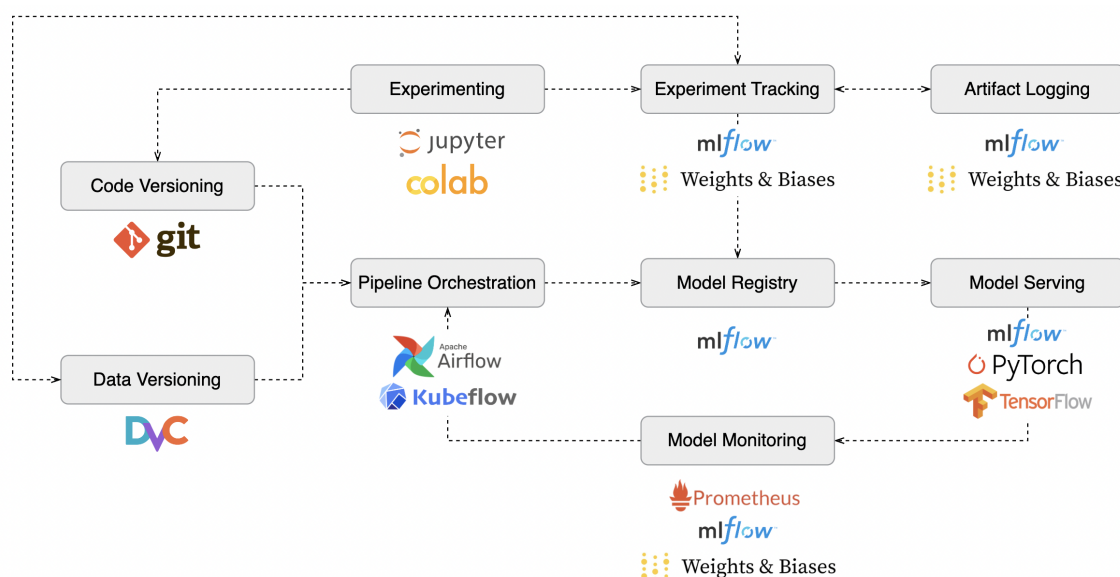 Experimenting
Experiment Tracking
Artifact Logging
jupyter
colab
mlflow
Weights & Biases
mlflow
Weights & Biases
Code Versioning
git
Pipeline Orchestration
Model Registry
Model Serving
Apache
Airflow
Kubeflow
mlflow
mlflow
PyTorch
TensorFlow
Data Versioning
DVC
Model Monitoring
Prometheus
mlflow
Weights & Biases